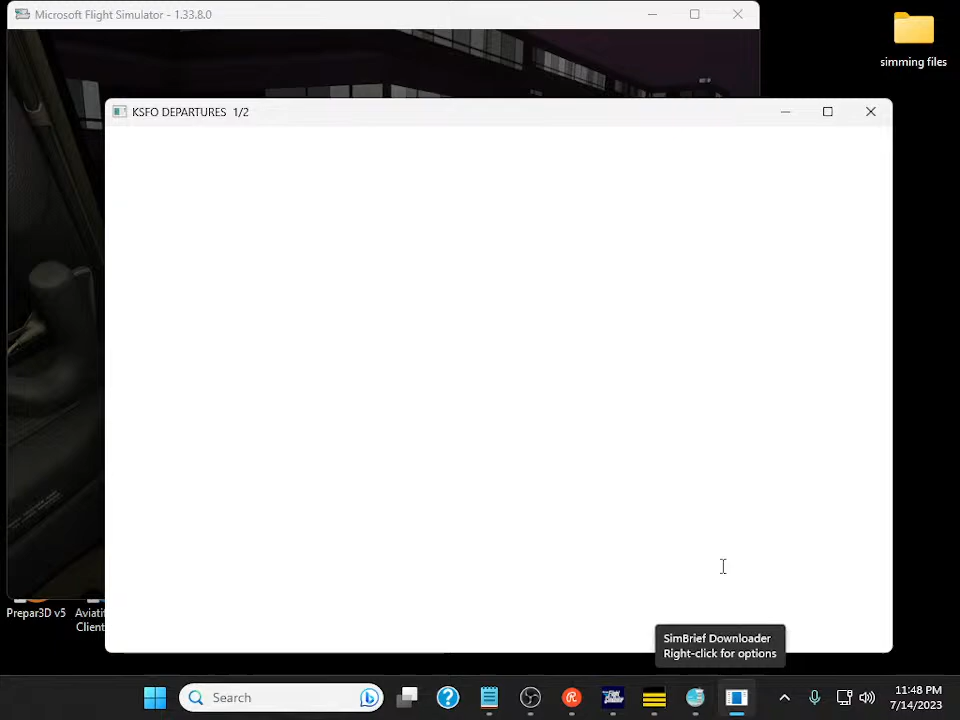 Microsoft Flight Simulator - 1.33.8.0
simming files
KSFO DEPARTURES 1/2
Prepar3D v5
Client
SimBrief Downloader
Right-click for options
Search
11:48 PM
7/14/2023